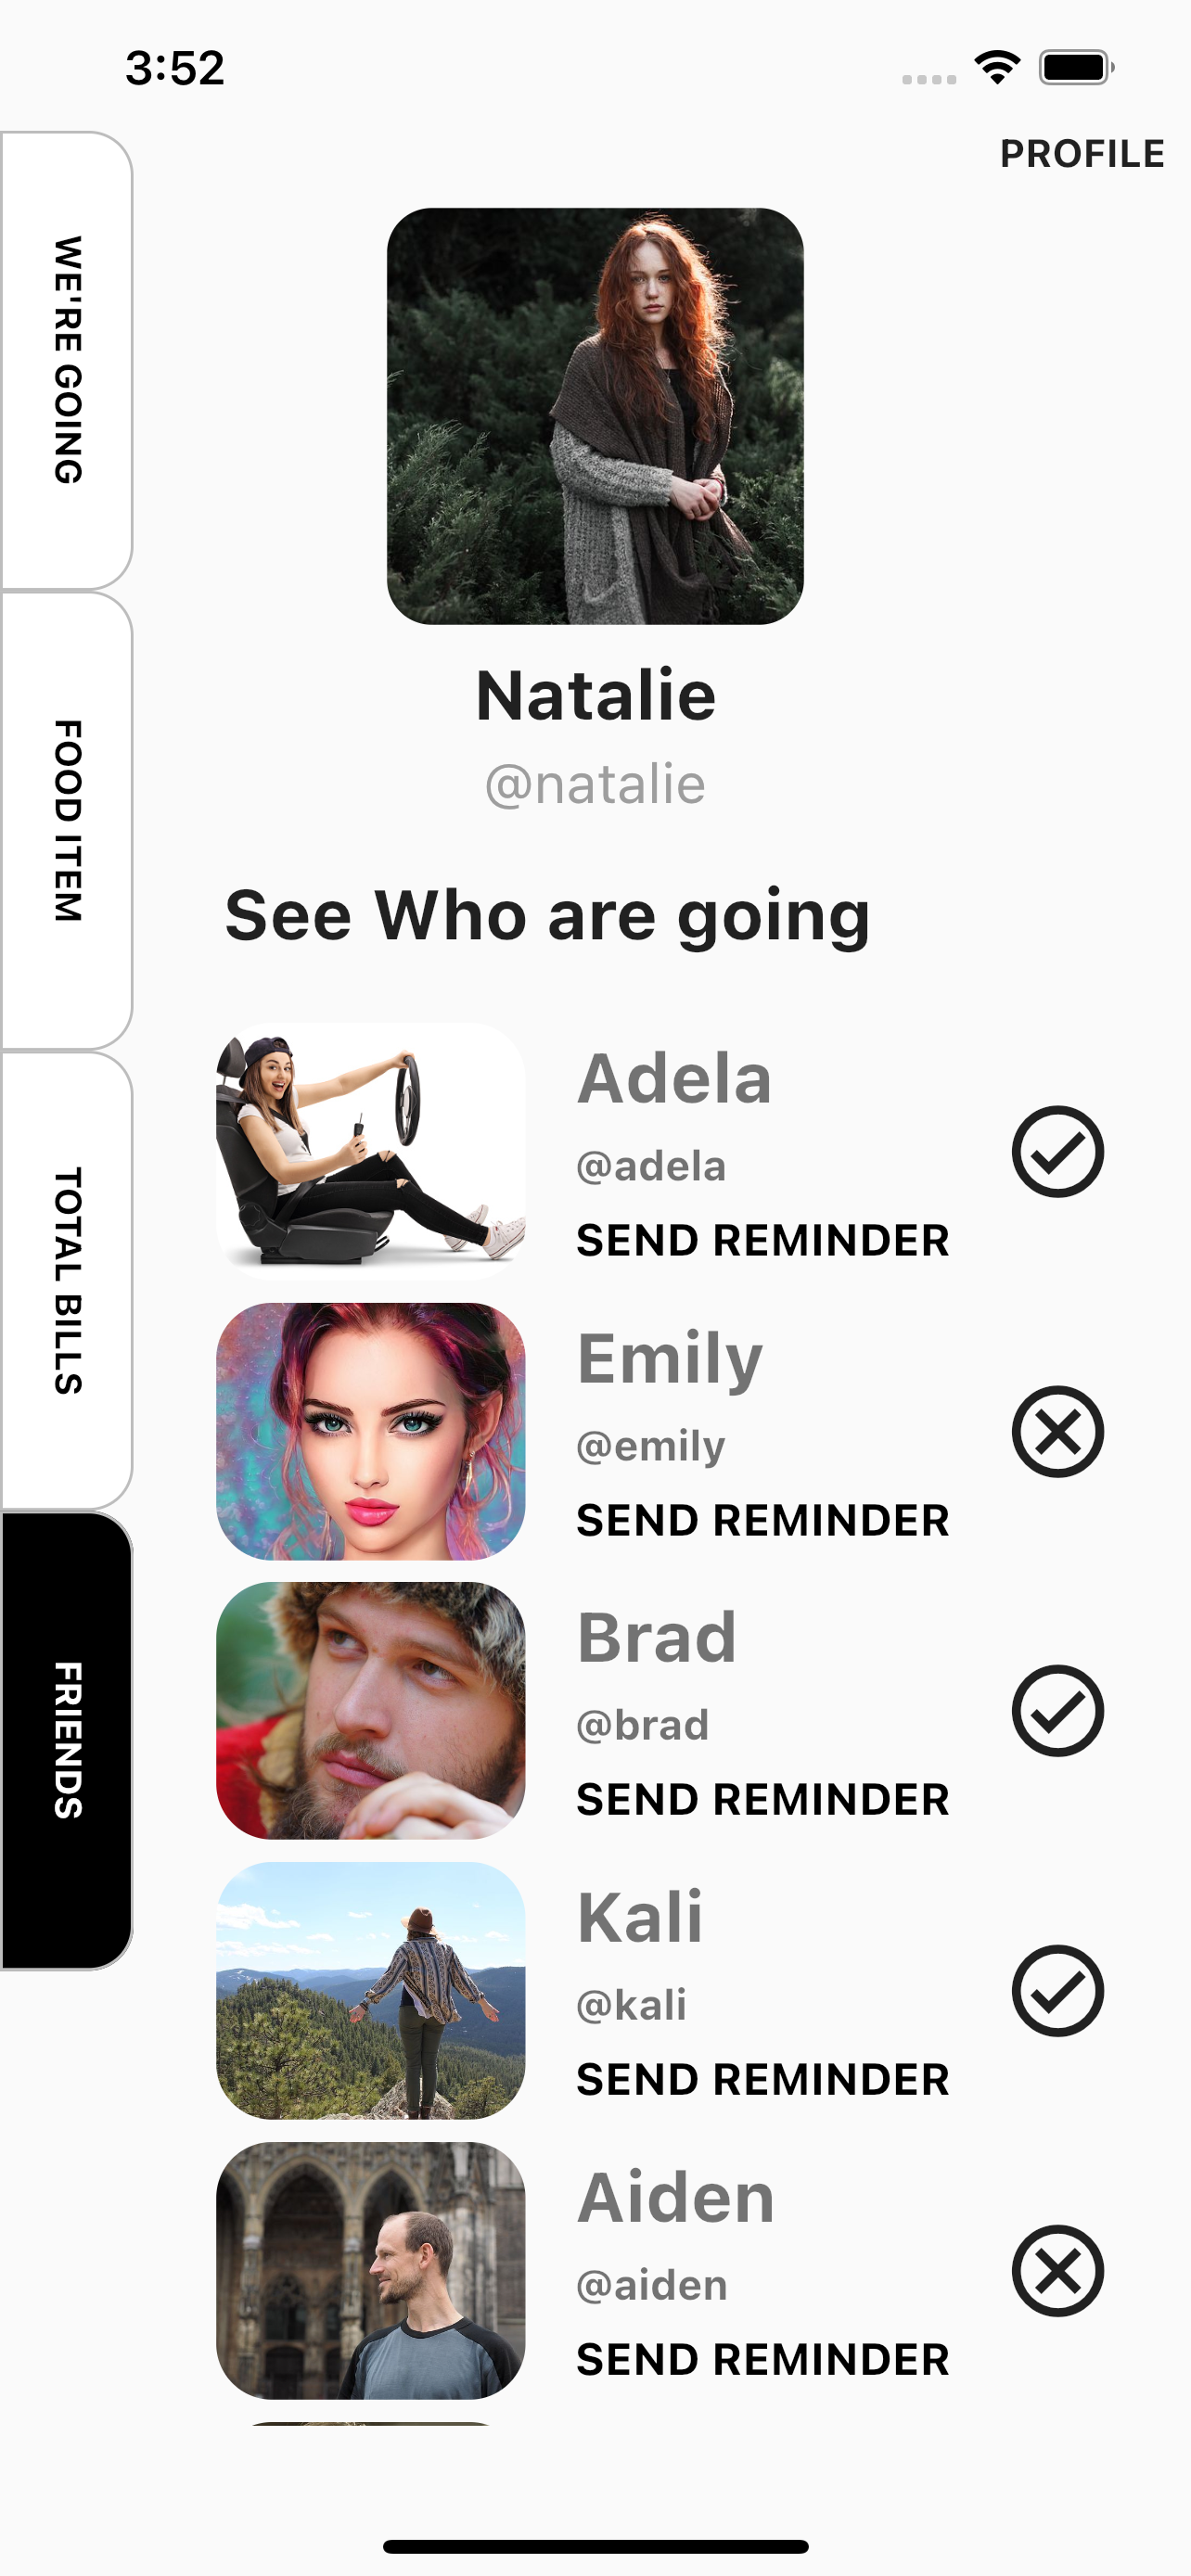 3:52
PROFILE
WE'RE GOING
FOOD ITEM
TOTAL BILLS
FRIENDS
Natalie
@natalie
See Who are going
Adela
@adela
SEND REMINDER
Emily
@emily
SEND REMINDER
Brad
@brad
SEND REMINDER
Kali
@kali
SEND REMINDER
Aiden
@aiden
SEND REMINDER